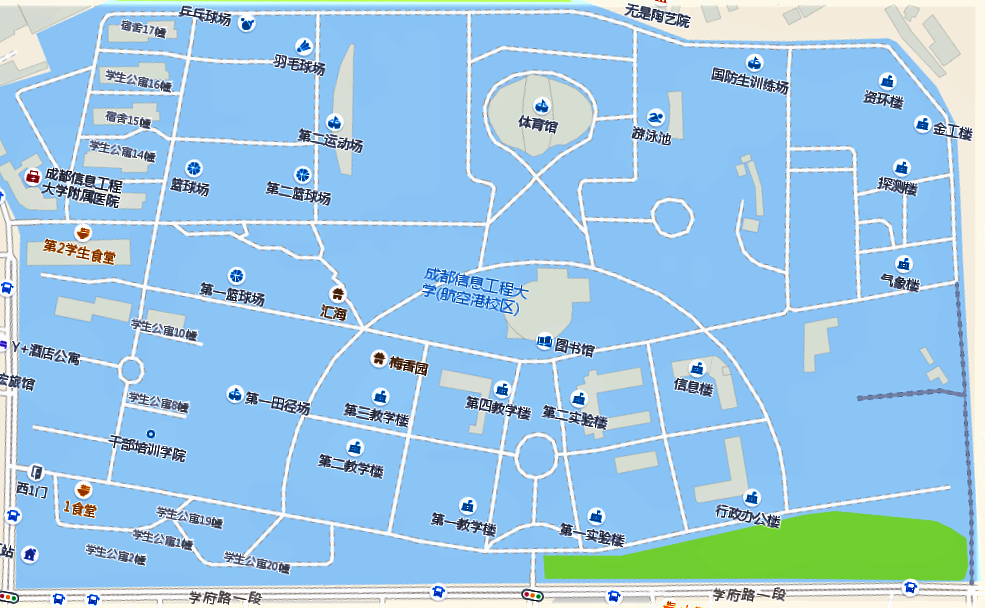 无是陶艺院
乒乓球场
宿舍17幢
羽毛球场
国防生训练场
学生公寓16幢
资环楼
宿舍15幢
体育馆
游泳池
金工楼
第二运动场
学生公寓14幢
成都信息工程
大学附属医院
篮球场
第二篮球场
探测楼
第2学生食堂
成都信息工程大
学(航空港校区)
第一篮球场
气象楼
汇海
学生公寓10幢
图书馆
Y+酒店公寓
梅香园
宏旅馆
信息楼
学生公寓8幢
第一田径场
第三教学楼
第四教学楼
第二实验楼
干部培训学院
第二教学楼
西1门
1食堂
学生公寓19幢
第一教学楼
第一实验楼
行政办公楼
学生公寓1幢
站
学生公寓2幢
学生公寓20幢
学府路一段
学府路一段